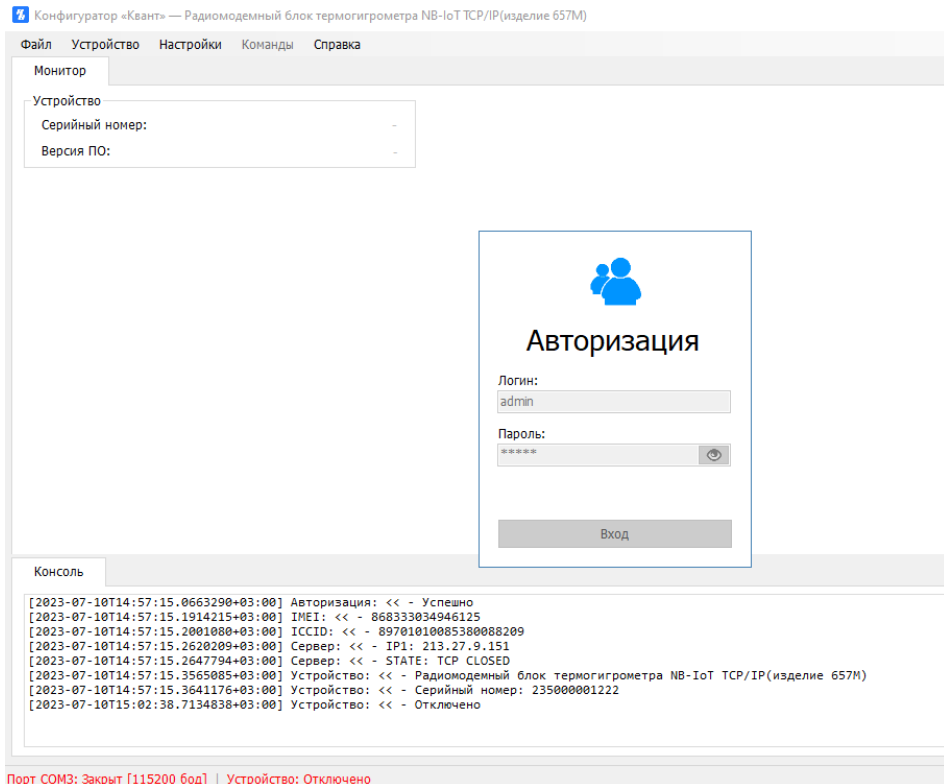 Конфигуратор «Квант» — Радиомодемный блок термогигрометра NB-IoT TCP/IP(изделие 657М)
Файл Устройство Настройки Команды Справка
Монитор
Устройство
Серийный номер: -
Версия ПО: -
Авторизация
Логин:
admin
Пароль:
*****
Вход
Консоль
[2023-07-10T14:57:15.0663290+03:00] Авторизация: << - Успешно
[2023-07-10T14:57:15.1914215+03:00] IMEI: << - 868333034946125
[2023-07-10T14:57:15.2001080+03:00] ICCID: << - 89701010085380088209
[2023-07-10T14:57:15.2620209+03:00] Сервер: << - IP1: 213.27.9.151
[2023-07-10T14:57:15.2647794+03:00] Сервер: << - STATE: TCP CLOSED
[2023-07-10T14:57:15.3565085+03:00] Устройство: << - Радиомодемный блок термогигрометра NB-IoT TCP/IP(изделие 657М)
[2023-07-10T14:57:15.3641176+03:00] Устройство: << - Серийный номер: 235000001222
[2023-07-10T15:02:38.7134838+03:00] Устройство: << - Отключено
Порт COM3: Закрыт [115200 бод] | Устройство: Отключено